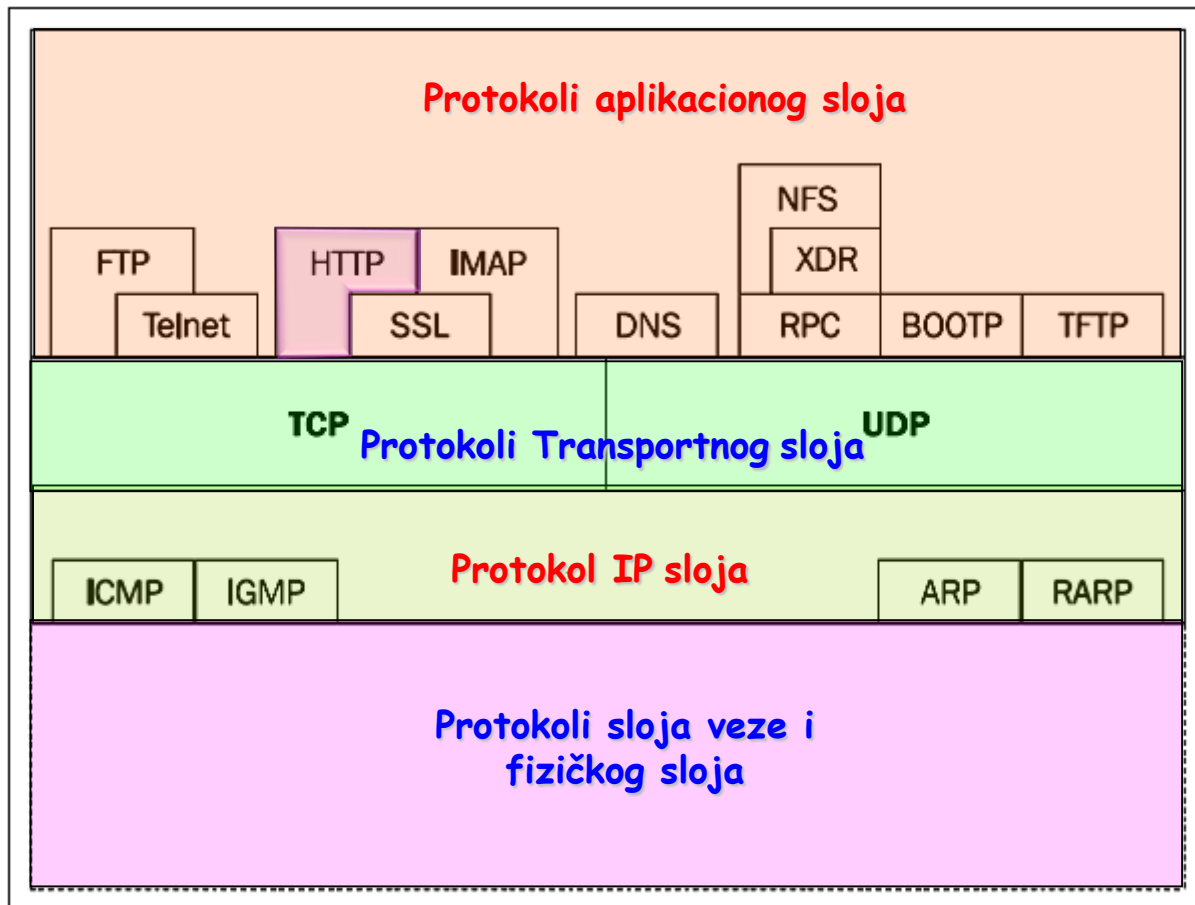 Protokoli aplikacionog sloja
NFS
FTP
HTTP
IMAP
XDR
Telnet
SSL
DNS
RPC
BOOTP
TFTP
TCP
UDP
Protokoli Transportnog sloja
Protokol IP sloja
ICMP
IGMP
ARP
RARP
Protokoli sloja veze i
fizičkog sloja